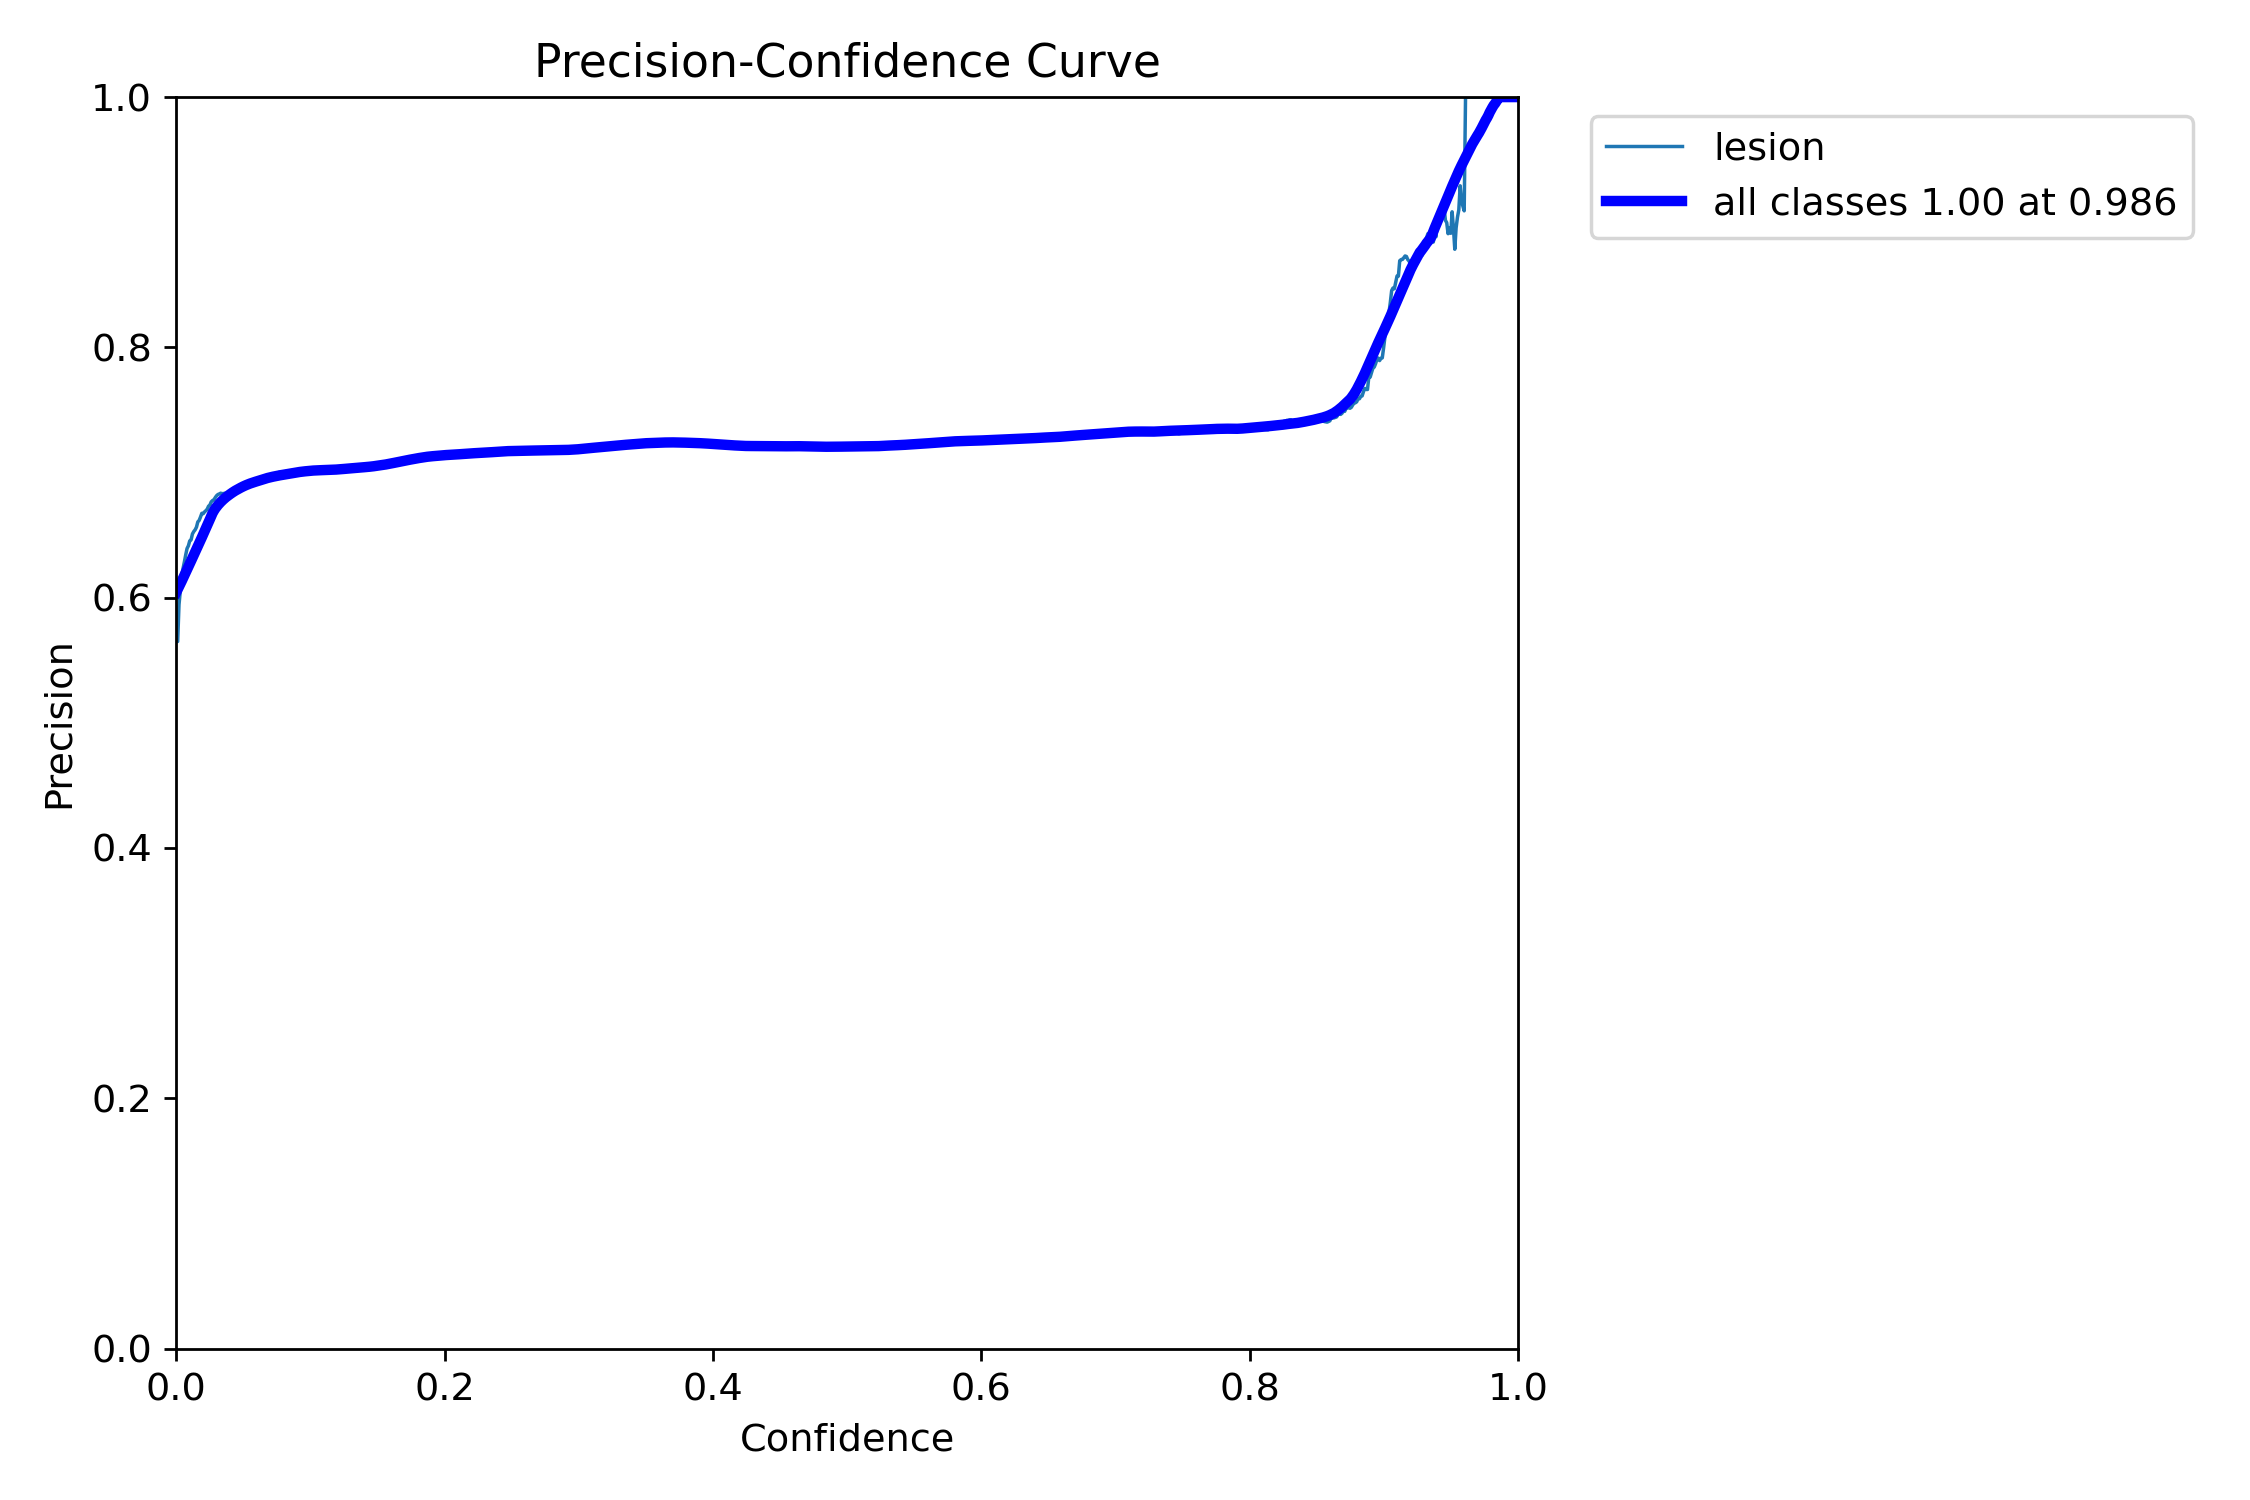 Precision-Confidence Curve
1.0
0.8
0.6
0.4
0.2
0.0
Precision
0.0 0.2 0.4 0.6 0.8 1.0
Confidence
lesion
all classes 1.00 at 0.986